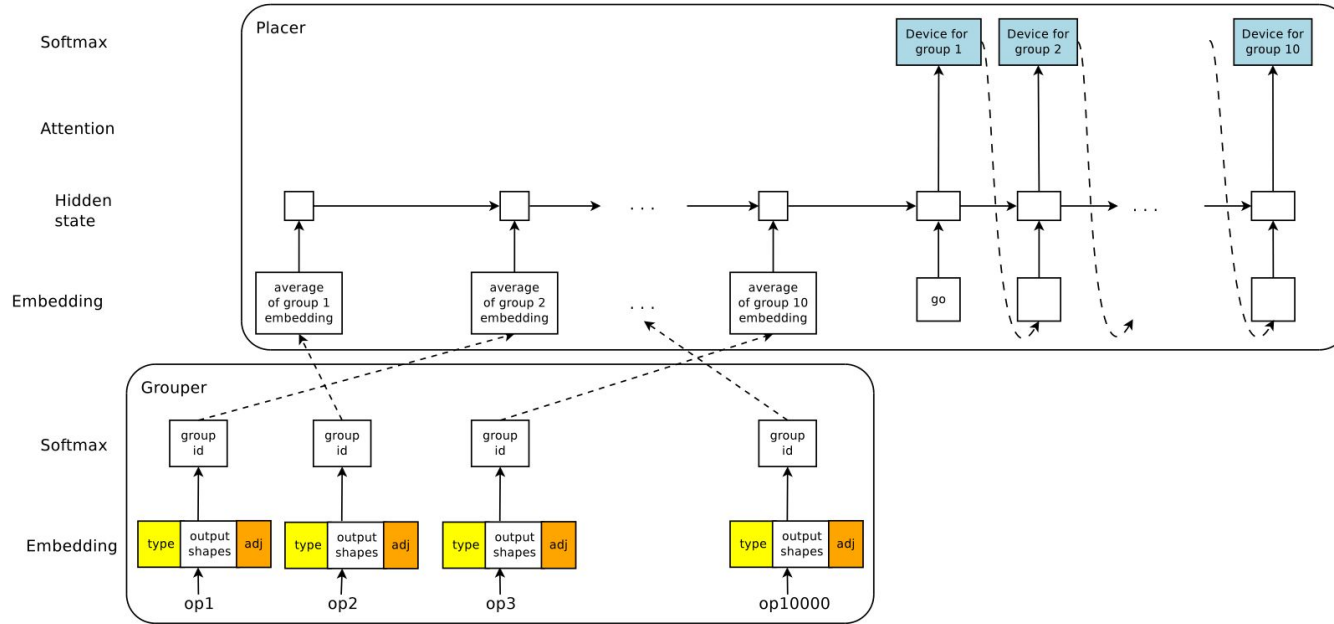 Placer
Softmax
Device for
group 1
Device for
group 2
Device for
group 10
Attention
Hidden
state
. . .
. . .
Embedding
average
of group 1
embedding
average
of group 2
embedding
. . .
average
of group 10
embedding
go
Grouper
Softmax
group
id
group
id
group
id
group
id
Embedding
type
output
shapes
adj
type
output
shapes
adj
type
output
shapes
adj
type
output
shapes
adj
op1
op2
op3
op10000